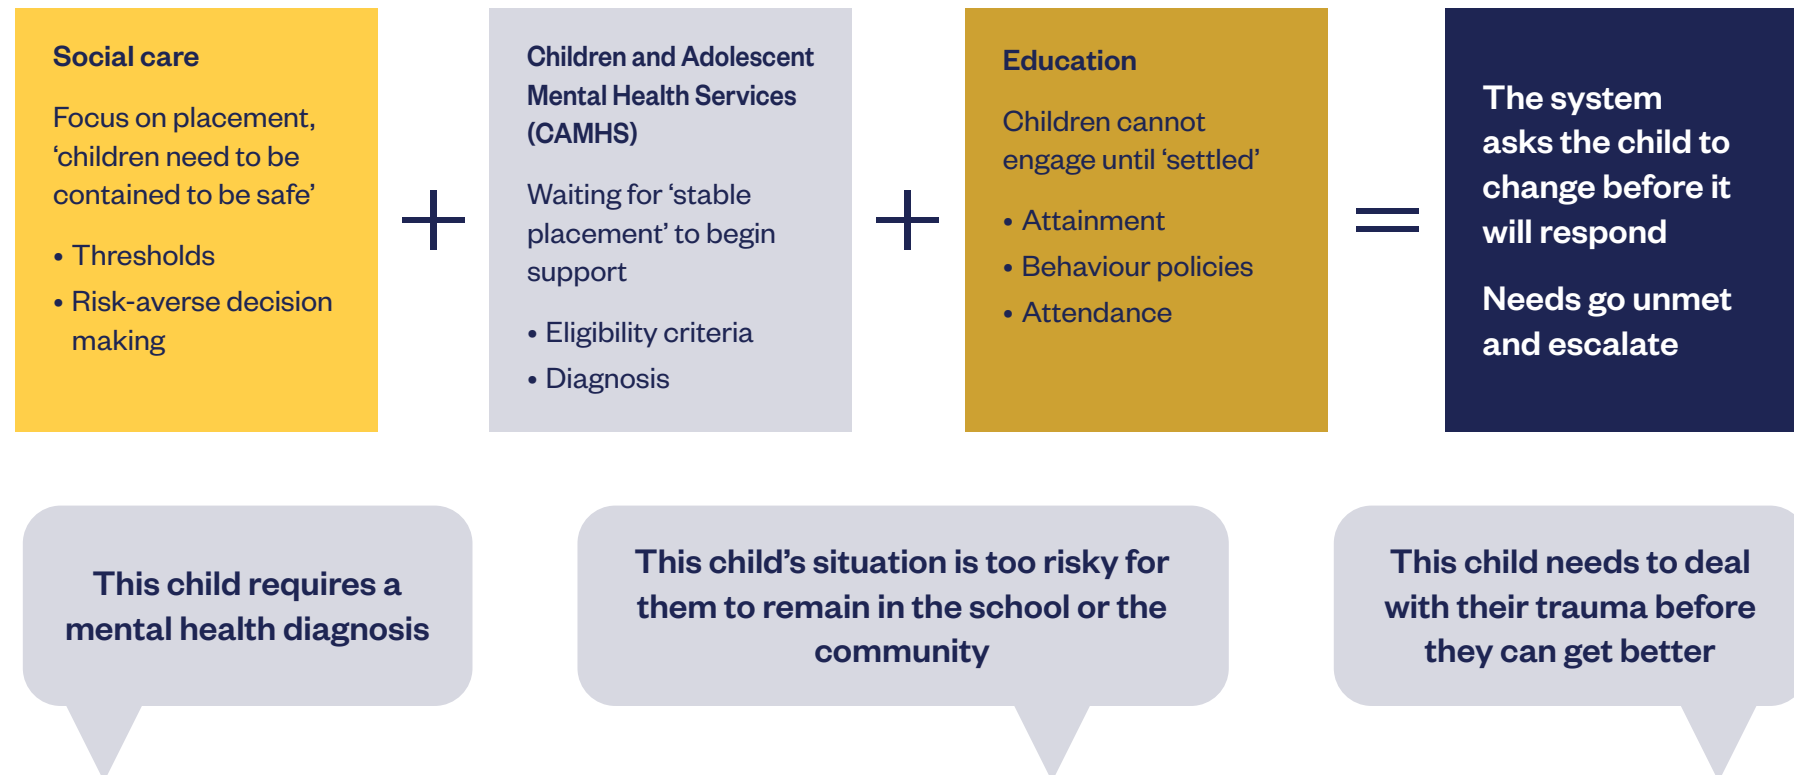 Social care
Focus on placement,
‘children need to be
contained to be safe’
• Thresholds
• Risk-averse decision
making
+
Children and Adolescent
Mental Health Services
(CAMHS)
Waiting for ‘stable
placement’ to begin
support
• Eligibility criteria
• Diagnosis
+
Education
Children cannot
engage until ‘settled’
• Attainment
• Behaviour policies
• Attendance
=
The system
asks the child to
change before it
will respond
Needs go unmet
and escalate
This child requires a
mental health diagnosis
This child’s situation is too risky for
them to remain in the school or the
community
This child needs to deal
with their trauma before
they can get better